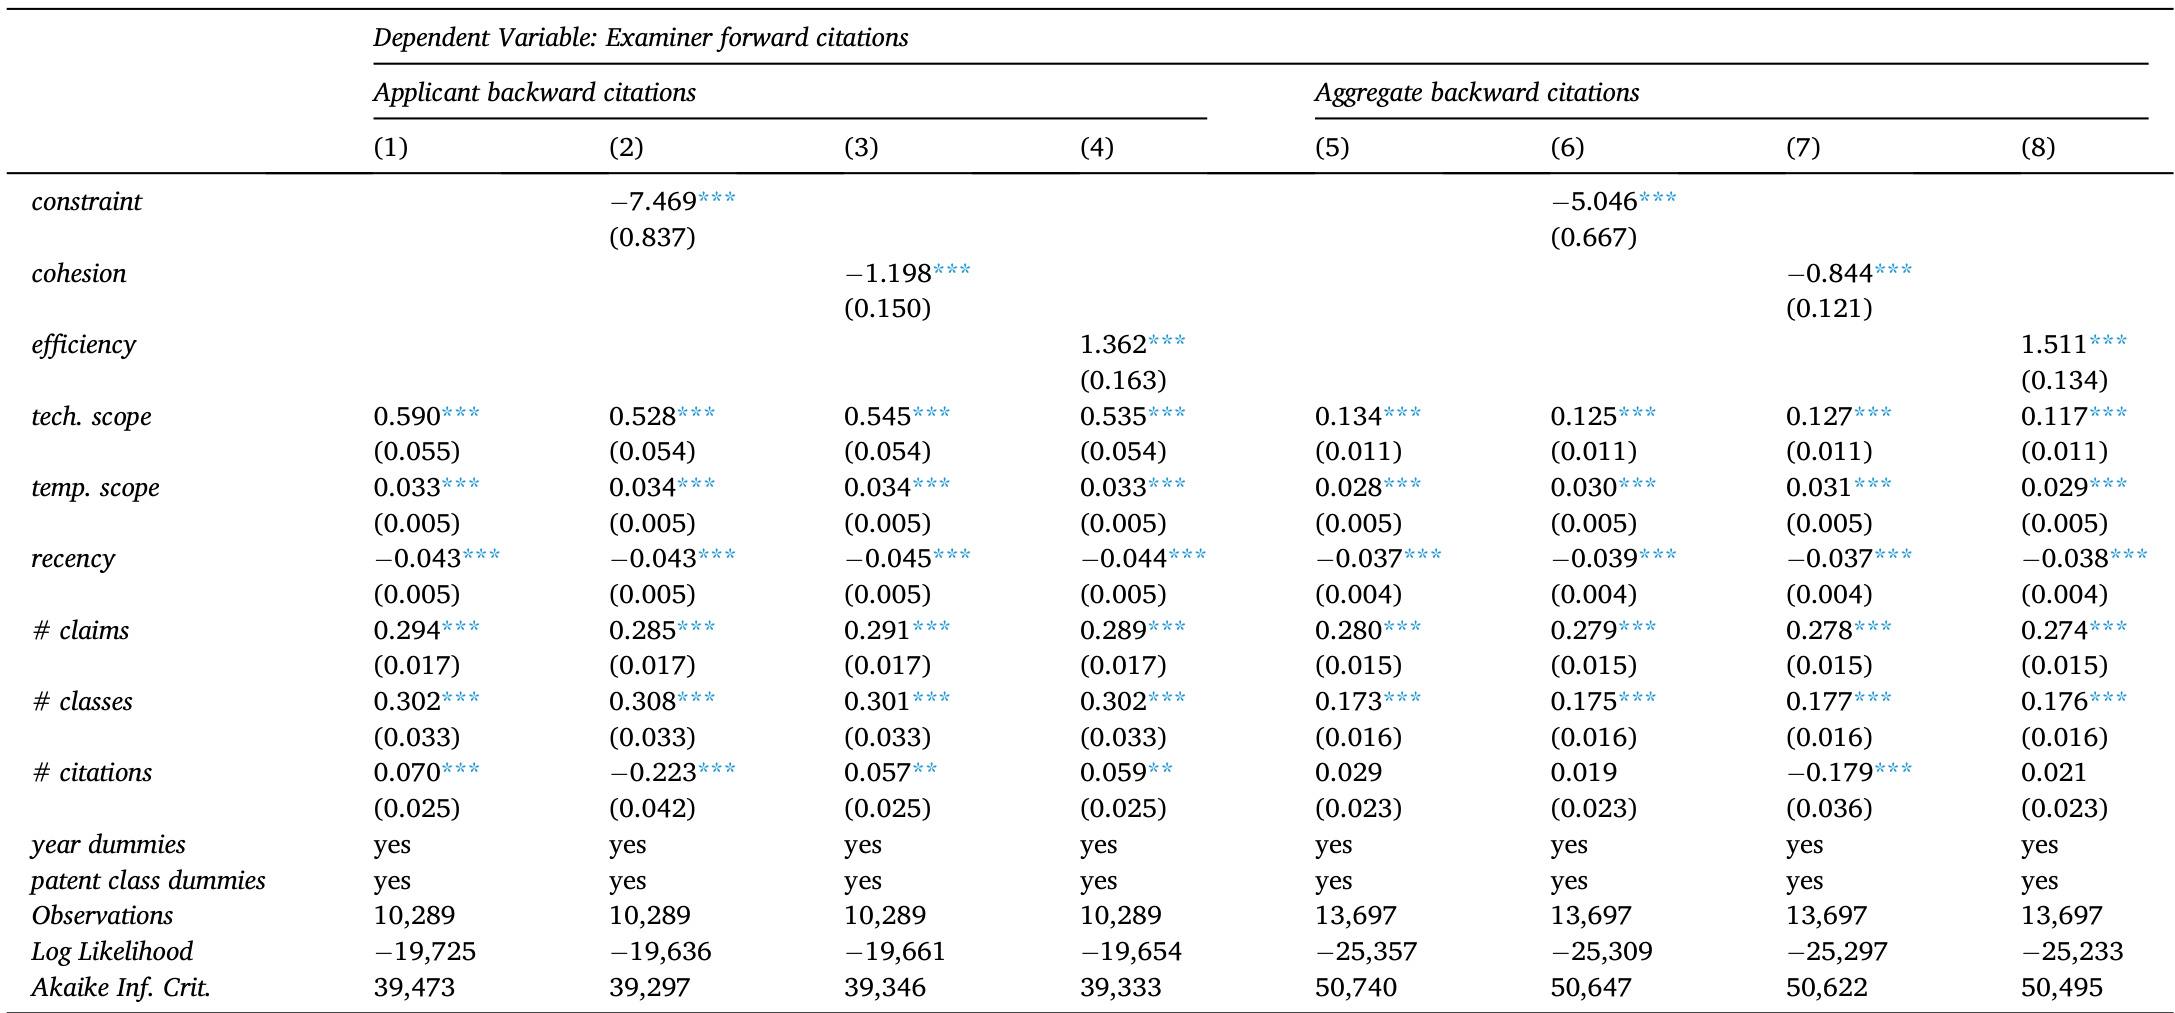 Dependent Variable: Examiner forward citations
Applicant backward citations Aggregate backward citations
(1) (2) (3) (4) (5) (6) (7) (8)
constraint −7.469*** −5.046***
(0.837) (0.667)
cohesion −1.198*** −0.844***
(0.150) (0.121)
efficiency 1.362*** 1.511***
(0.163) (0.134)
tech. scope 0.590*** 0.528*** 0.545*** 0.535*** 0.134*** 0.125*** 0.127*** 0.117***
(0.055) (0.054) (0.054) (0.054) (0.011) (0.011) (0.011) (0.011)
temp. scope 0.033*** 0.034*** 0.034*** 0.033*** 0.028*** 0.030*** 0.031*** 0.029***
(0.005) (0.005) (0.005) (0.005) (0.005) (0.005) (0.005) (0.005)
recency −0.043*** −0.043*** −0.045*** −0.044*** −0.037*** −0.039*** −0.037*** −0.038***
(0.005) (0.005) (0.005) (0.005) (0.004) (0.004) (0.004) (0.004)
# claims 0.294*** 0.285*** 0.291*** 0.289*** 0.280*** 0.279*** 0.278*** 0.274***
(0.017) (0.017) (0.017) (0.017) (0.015) (0.015) (0.015) (0.015)
# classes 0.302*** 0.308*** 0.301*** 0.302*** 0.173*** 0.175*** 0.177*** 0.176***
(0.033) (0.033) (0.033) (0.033) (0.016) (0.016) (0.016) (0.016)
# citations 0.070*** −0.223*** 0.057** 0.059** 0.029 0.019 −0.179*** 0.021
(0.025) (0.042) (0.025) (0.025) (0.023) (0.023) (0.036) (0.023)
year dummies yes yes yes yes yes yes yes yes
patent class dummies yes yes yes yes yes yes yes yes
Observations 10,289 10,289 10,289 10,289 13,697 13,697 13,697 13,697
Log Likelihood −19,725 −19,636 −19,661 −19,654 −25,357 −25,309 −25,297 −25,233
Akaike Inf. Crit. 39,473 39,297 39,346 39,333 50,740 50,647 50,622 50,495